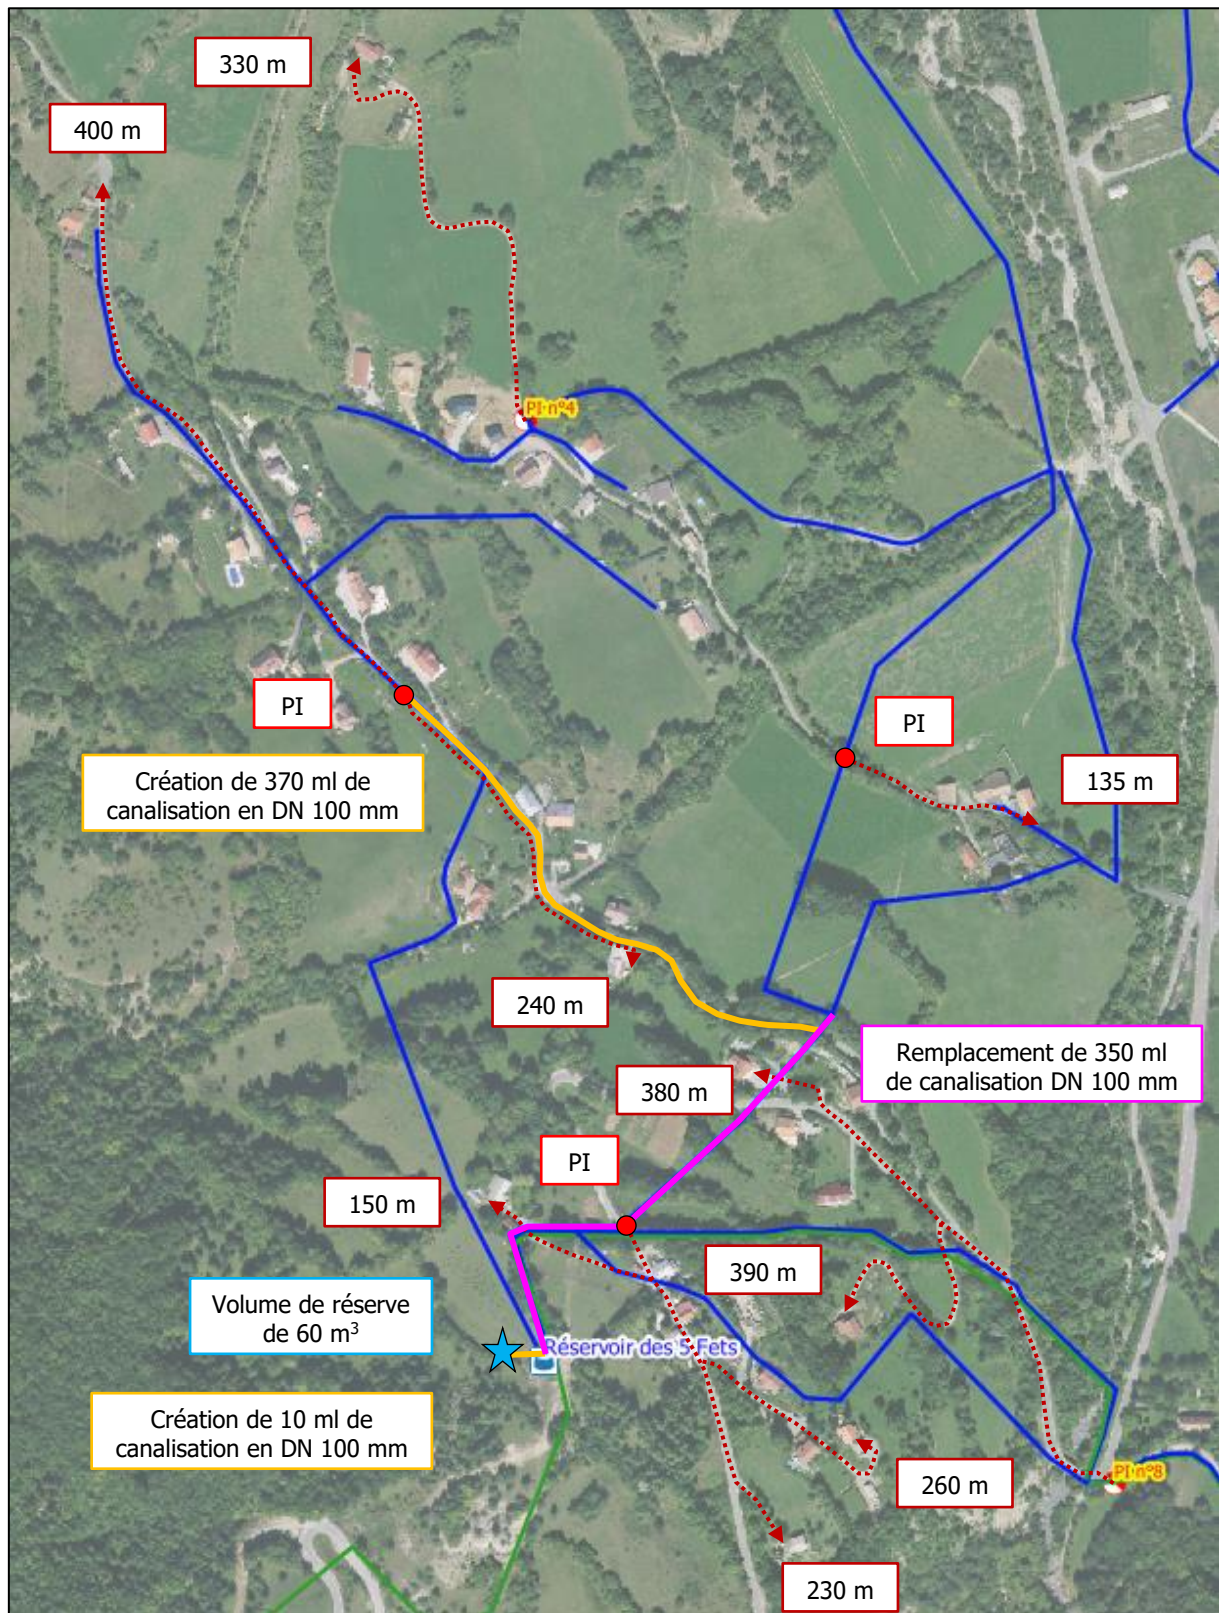 330 m
400 m
PI n°4
PI
PI
Création de 370 ml de
canalisation en DN 100 mm
135 m
240 m
Remplacement de 350 ml
de canalisation DN 100 mm
380 m
PI
150 m
390 m
Volume de réserve
de 60 m³
Réservoir des 5 Fets
Création de 10 ml de
canalisation en DN 100 mm
260 m
PI n°8
230 m